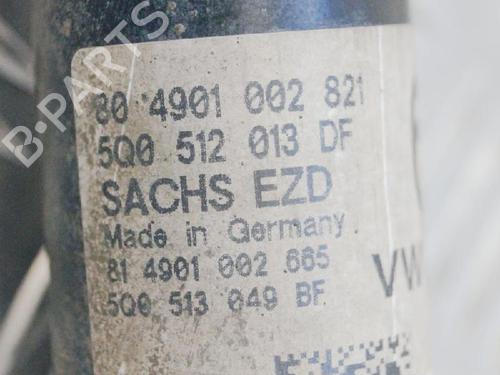 B-PARTS
80 4901 002 821
5Q0 512 013 DF
SACHS EZD
Made in Germany
81 4901 002 665
VW
5Q0 513 049 BF